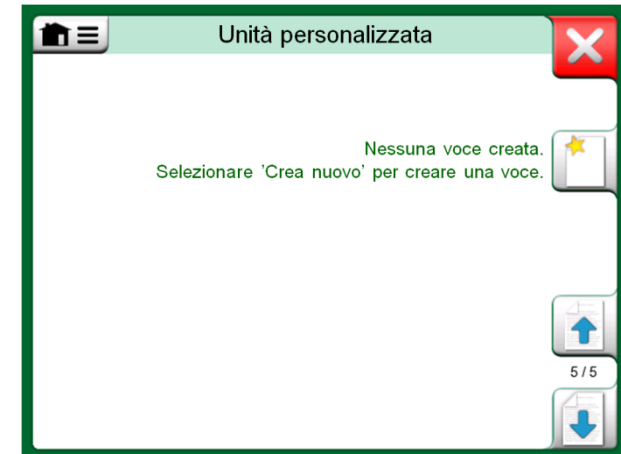 Unità personalizzata
Nessuna voce creata.
Selezionare 'Crea nuovo' per creare una voce.
5 / 5